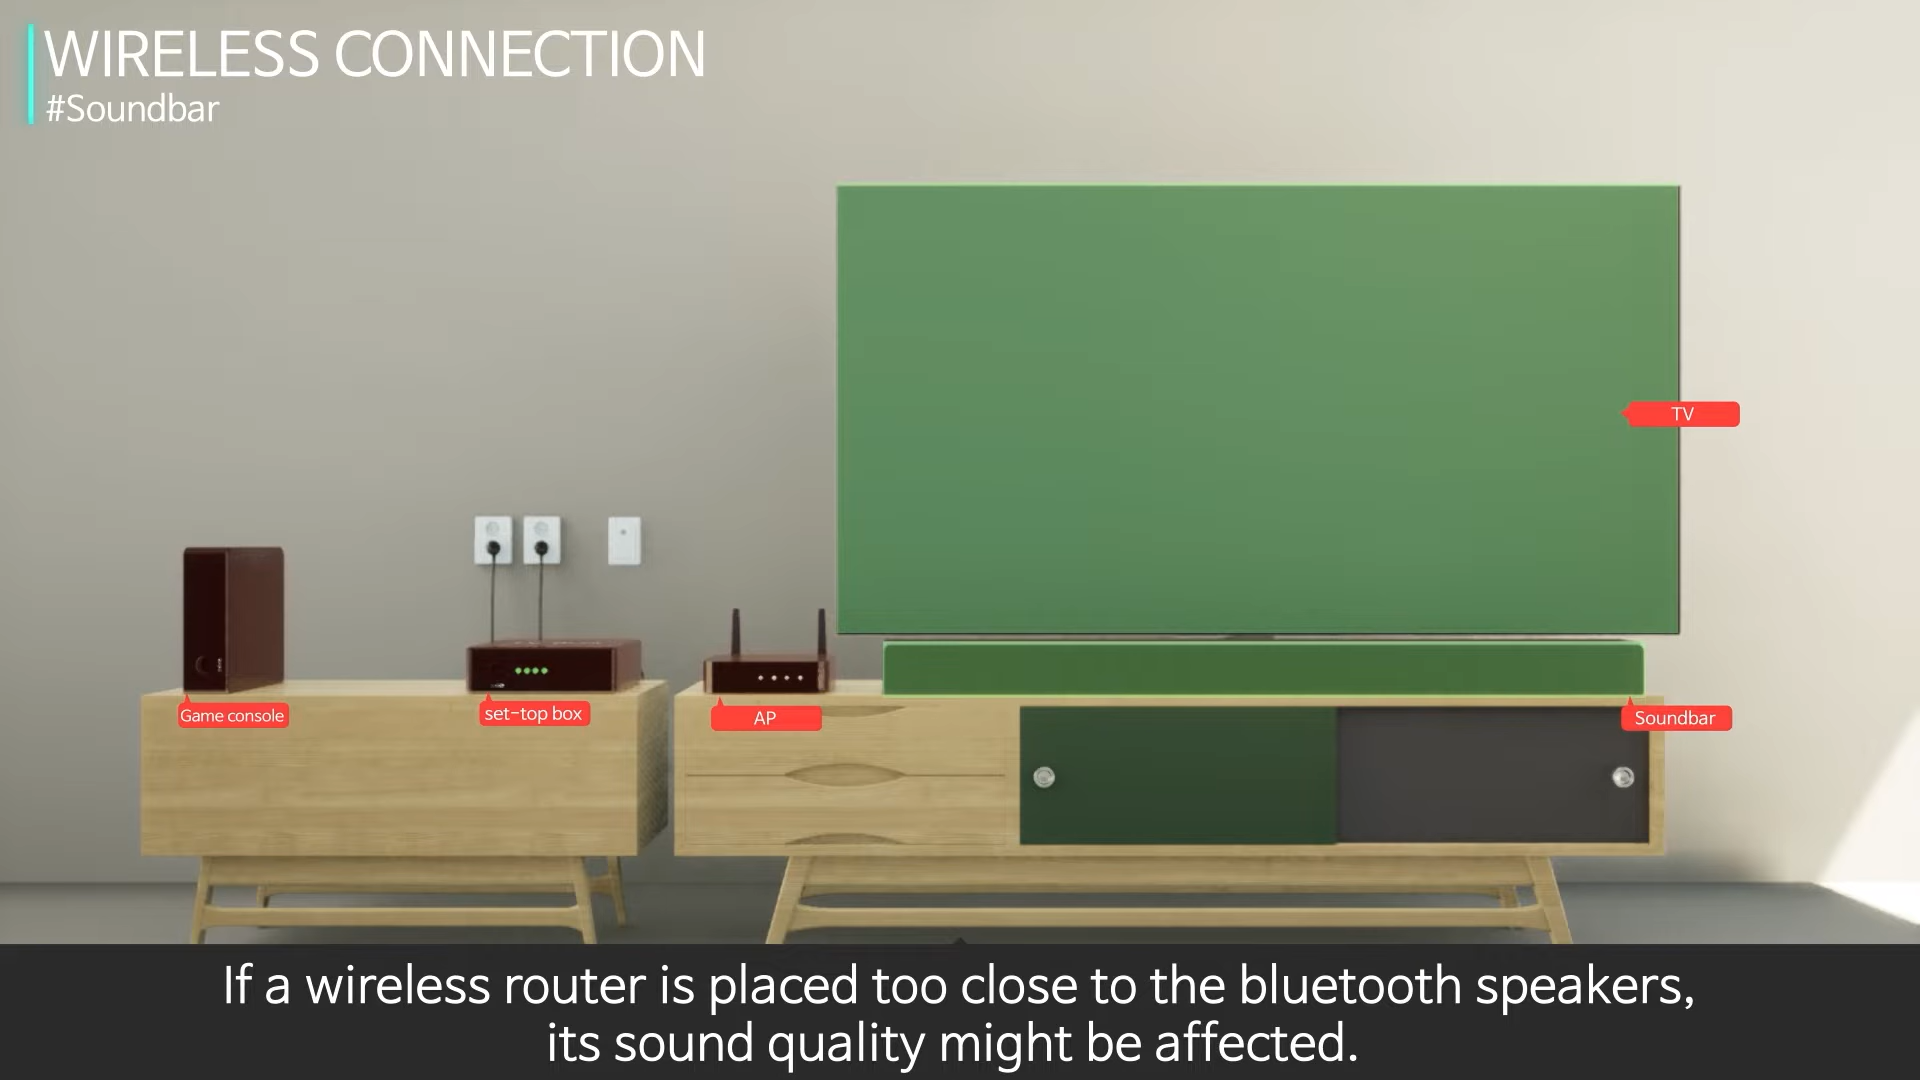 WIRELESS CONNECTION
#Soundbar
TV
Game console
set-top box
AP
Soundbar
If a wireless router is placed too close to the bluetooth speakers,
its sound quality might be affected.